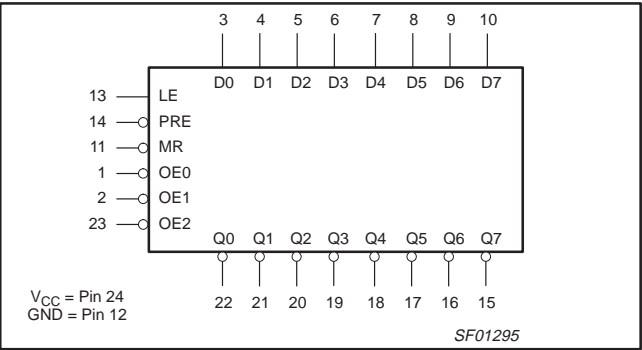 3 4 5 6 7 8 9 10
D0 D1 D2 D3 D4 D5 D6 D7
13 LE
14 PRE
11 MR
1 OE0
2 OE1
23 OE2
Q0 Q1 Q2 Q3 Q4 Q5 Q6 Q7
22 21 20 19 18 17 16 15
VCC = Pin 24
GND = Pin 12
SF01295